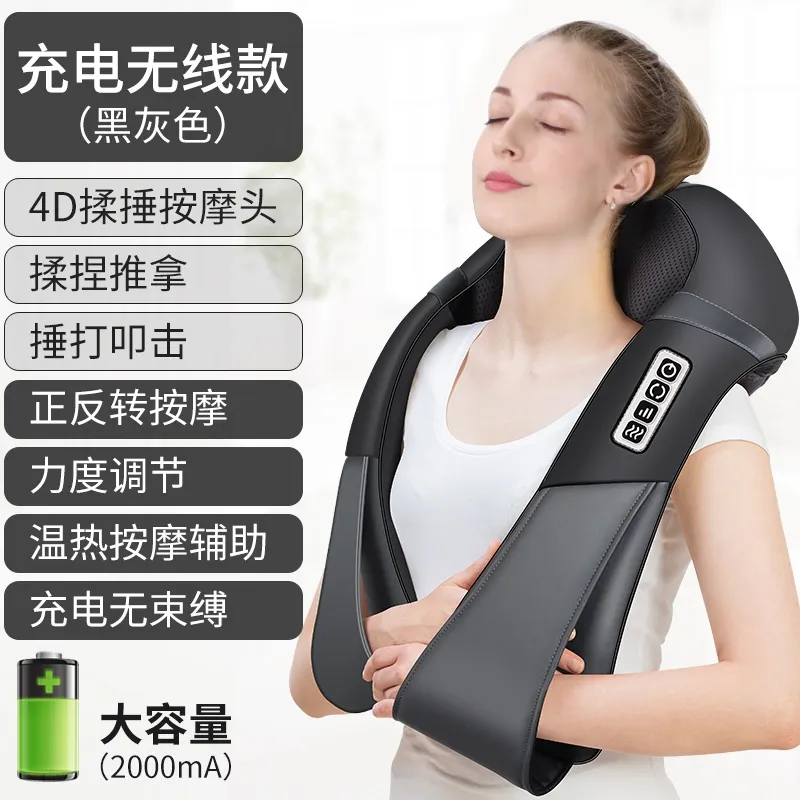 充电无线款
（黑灰色）
4D揉捶按摩头
揉捏推拿
捶打叩击
正反转按摩
力度调节
温热按摩辅助
充电无束缚
大容量
（2000mA）